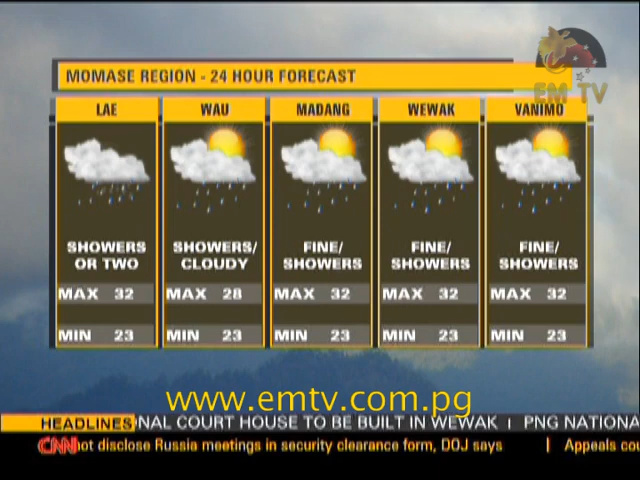 EM TV
MOMASE REGION - 24 HOUR FORECAST
LAE WAU MADANG WEWAK VANIMO
SHOWERS OR TWO
SHOWERS/ CLOUDY
FINE/ SHOWERS
FINE/ SHOWERS
FINE/ SHOWERS
MAX 32 MAX 28 MAX 32 MAX 32 MAX 32
MIN 23 MIN 23 MIN 23 MIN 23 MIN 23
www.emtv.com.pg
HEADLINES NAL COURT HOUSE TO BE BUILT IN WEWAK | PNG NATIONA
CNN not disclose Russia meetings in security clearance form, DOJ says | Appeals cou